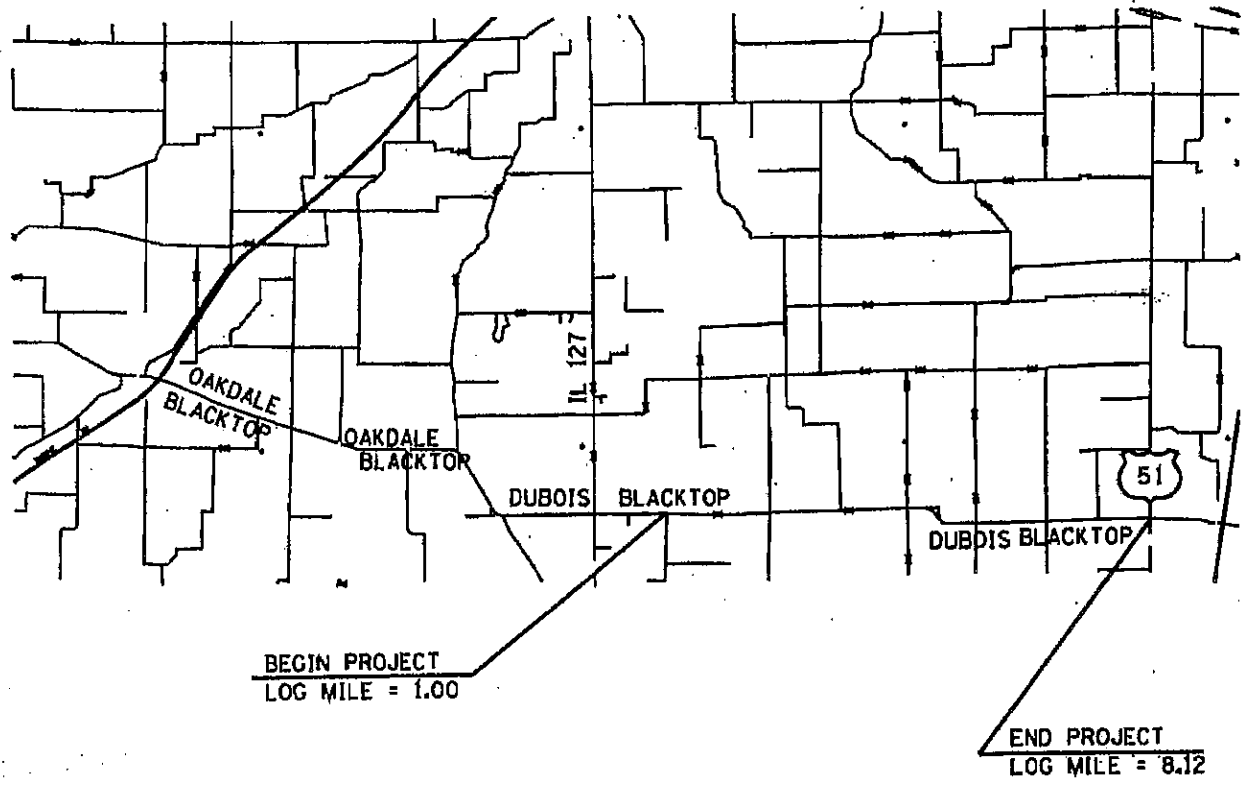 IL 127
OAKDALE
BLACKTOP
OAKDALE
BLACKTOP
DUBOIS BLACKTOP
51
DUBOIS BLACKTOP
BEGIN PROJECT
LOG MILE = 1.00
END PROJECT
LOG MILE = 8.12